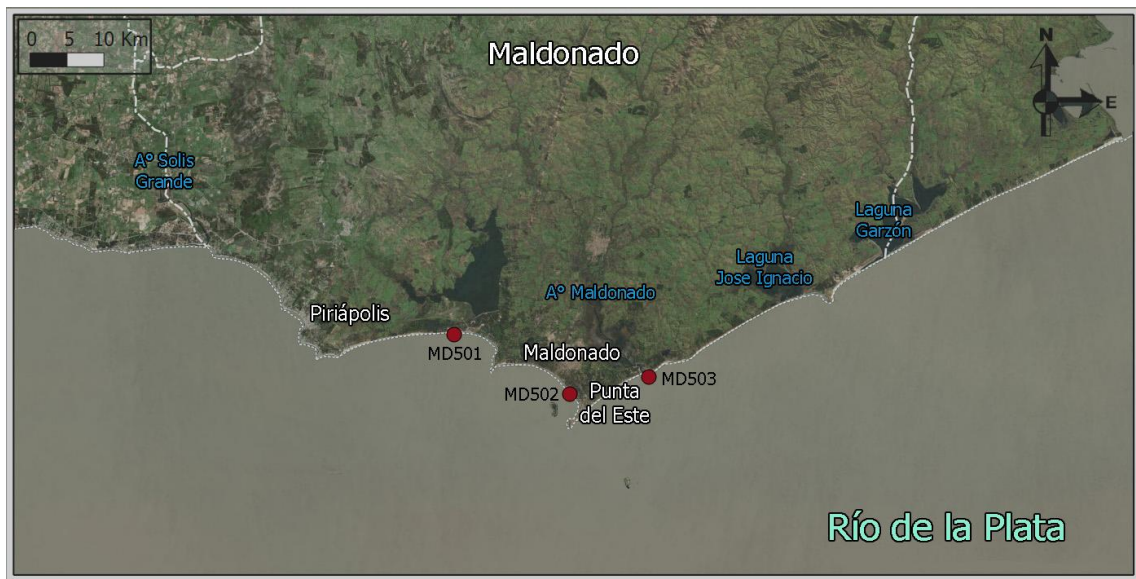 0 5 10 Km
Maldonado
N
E
A° Solis
Grande
Laguna
Garzón
Laguna
Jose Ignacio
A° Maldonado
Piriápolis
MD501
Maldonado
MD502
Punta
del Este
MD503
Río de la Plata